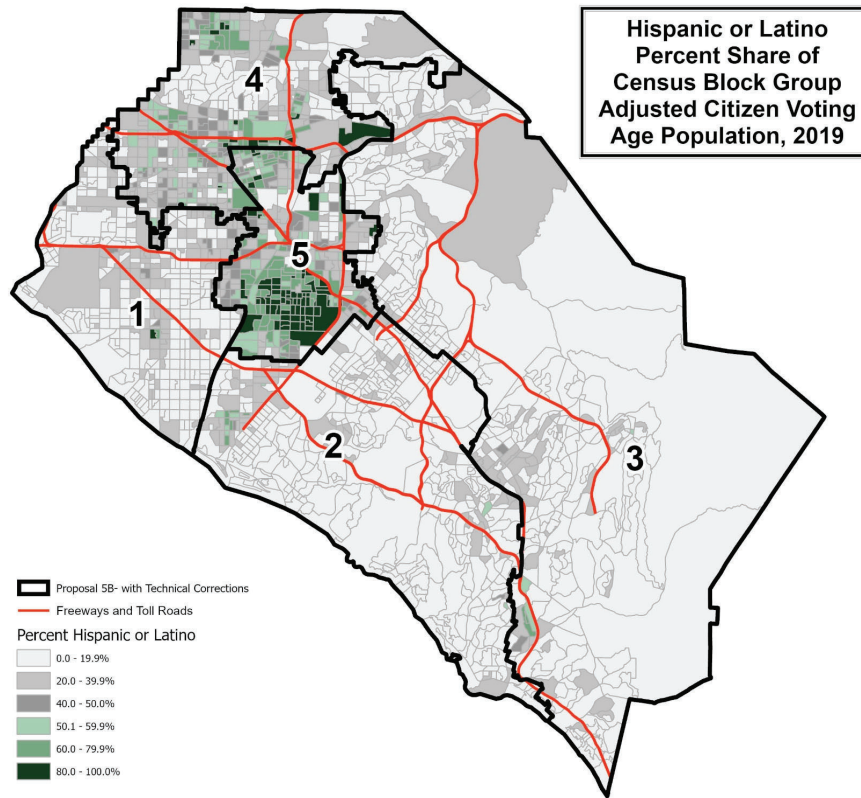 Hispanic or Latino
Percent Share of
Census Block Group
Adjusted Citizen Voting
Age Population, 2019
4
5
1
2
3
Proposal 5B- with Technical Corrections
Freeways and Toll Roads
Percent Hispanic or Latino
0.0 - 19.9%
20.0 - 39.9%
40.0 - 50.0%
50.1 - 59.9%
60.0 - 79.9%
80.0 - 100.0%